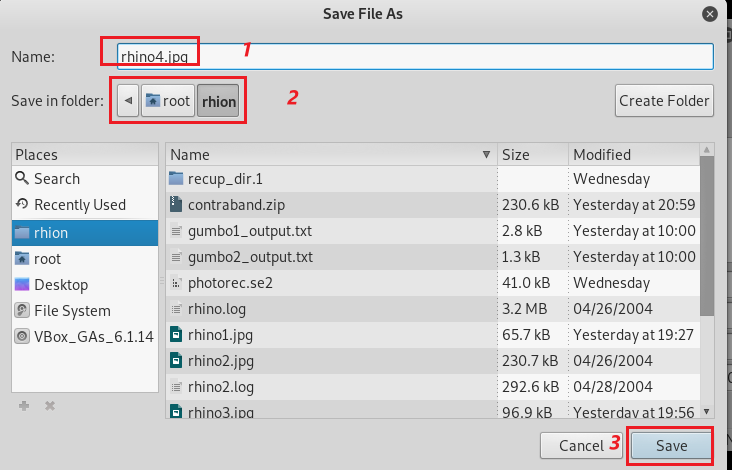 Save File As
Name: rhino4.jpg 1
Save in folder: root rhion 2 Create Folder
Places Name Size Modified
Search recup_dir.1 Wednesday
Recently Used contraband.zip 230.6 kB Yesterday at 20:59
rhion gumbo1_output.txt 2.8 kB Yesterday at 10:00
root gumbo2_output.txt 1.3 kB Yesterday at 10:00
Desktop photorec.se2 41.0 kB Wednesday
File System rhino.log 3.2 MB 04/26/2004
VBox_GAs_6.1.14 rhino1.jpg 65.7 kB Yesterday at 19:27
rhino2.jpg 230.7 kB 04/26/2004
rhino2.log 292.6 kB 04/28/2004
rhino3.jpg 96.9 kB Yesterday at 19:56
Cancel 3 Save